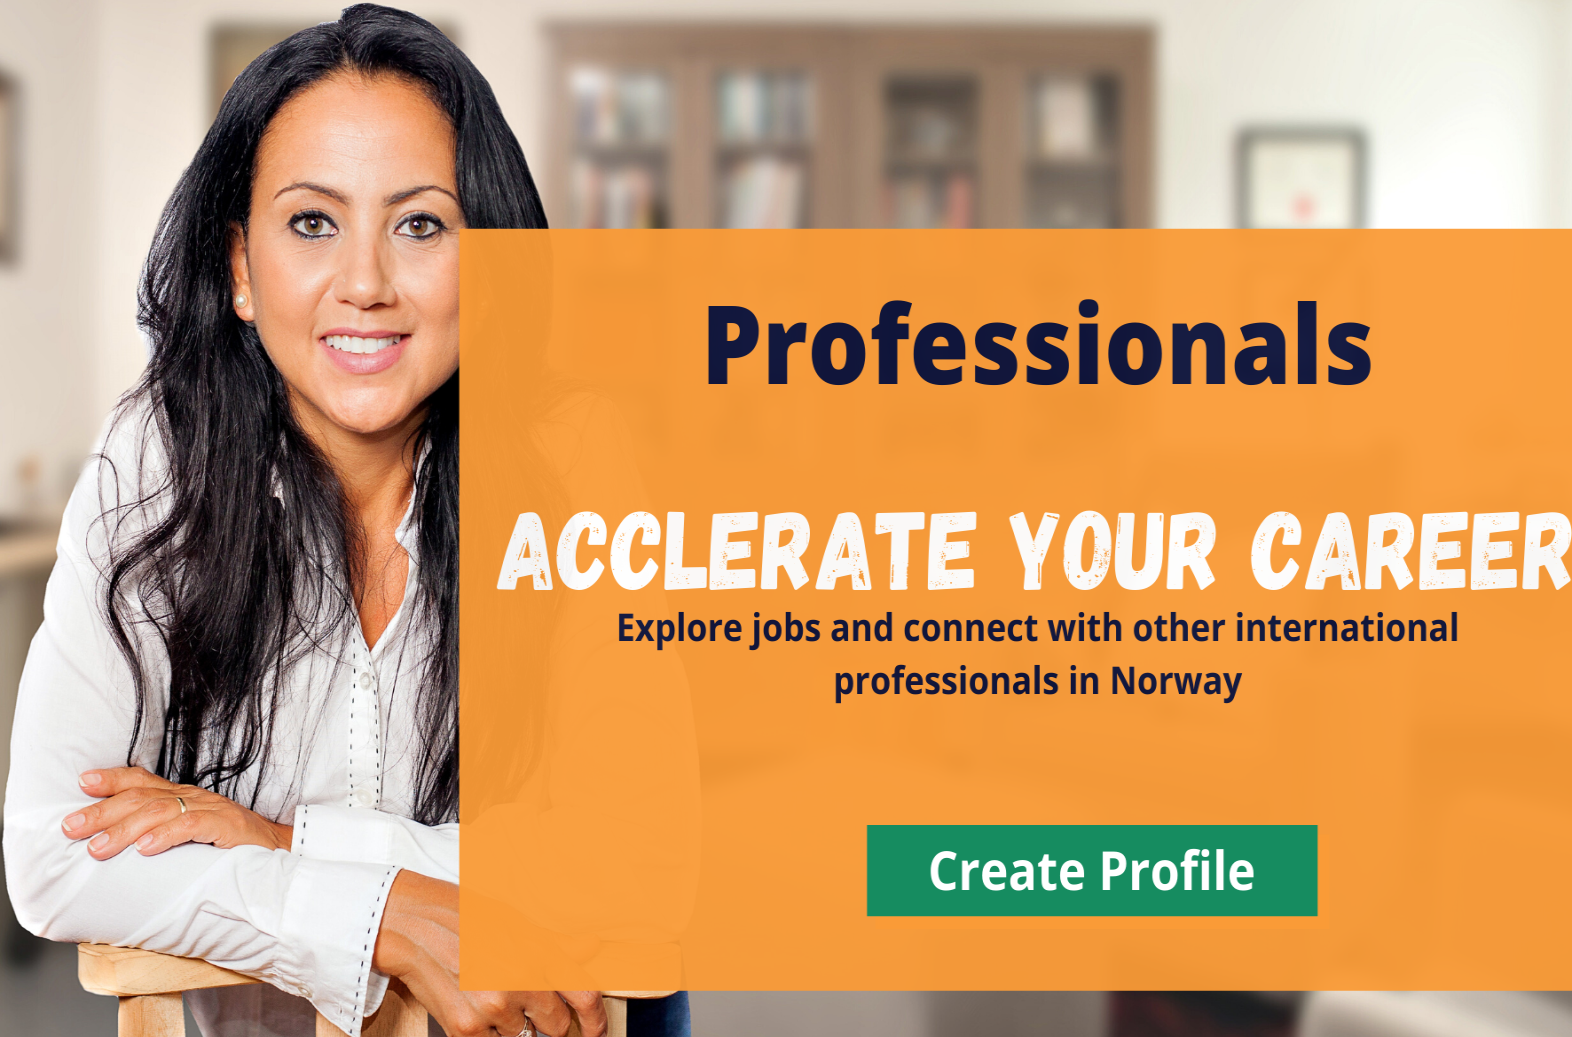 Professionals
ACCLERATE YOUR CAREER
Explore jobs and connect with other international
professionals in Norway
Create Profile